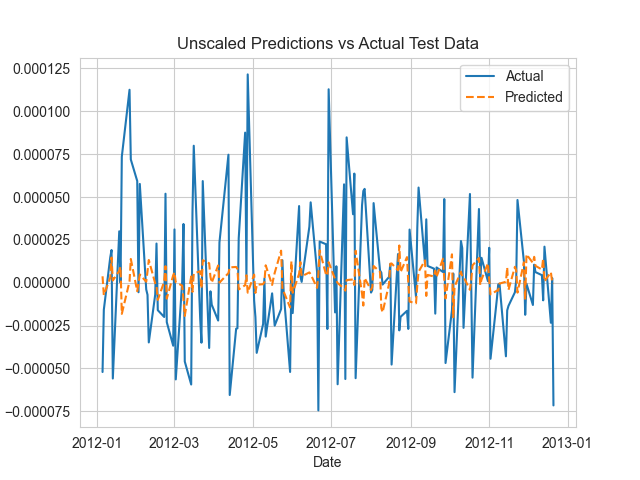 Unscaled Predictions vs Actual Test Data
Actual
Predicted
0.000125
0.000100
0.000075
0.000050
0.000025
0.000000
−0.000025
−0.000050
−0.000075
2012-01 2012-03 2012-05 2012-07 2012-09 2012-11 2013-01
Date